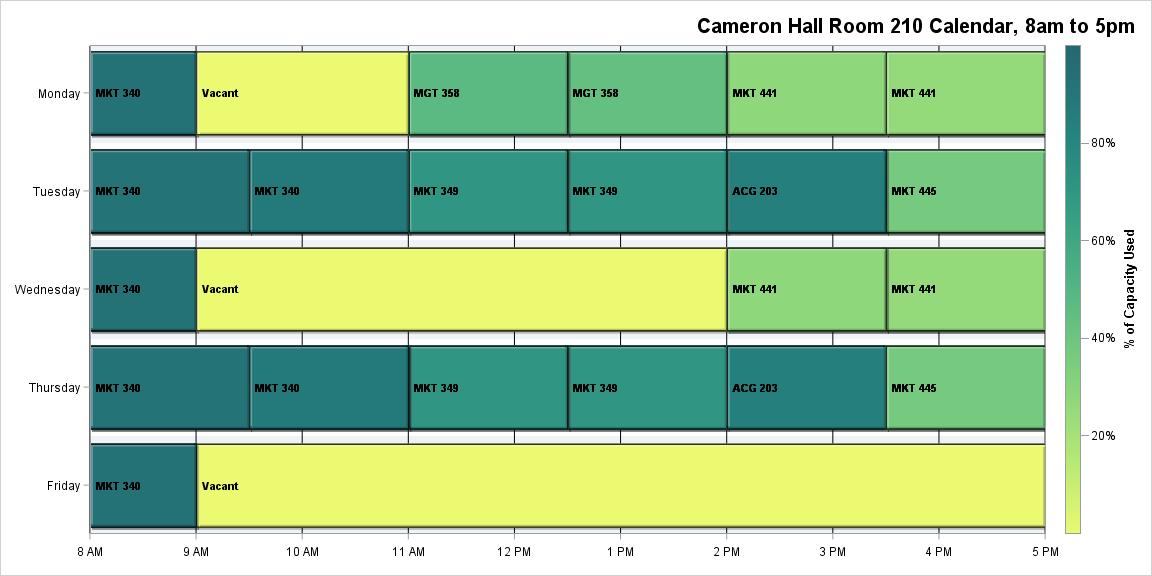 Cameron Hall Room 210 Calendar, 8am to 5pm
Monday MKT 340 Vacant MGT 358 MGT 358 MKT 441 MKT 441
Tuesday MKT 340 MKT 340 MKT 349 MKT 349 ACG 203 MKT 445
Wednesday MKT 340 Vacant MKT 441 MKT 441
Thursday MKT 340 MKT 340 MKT 349 MKT 349 ACG 203 MKT 445
Friday MKT 340 Vacant
8 AM 9 AM 10 AM 11 AM 12 PM 1 PM 2 PM 3 PM 4 PM 5 PM
80%
60%
40%
20%
% of Capacity Used